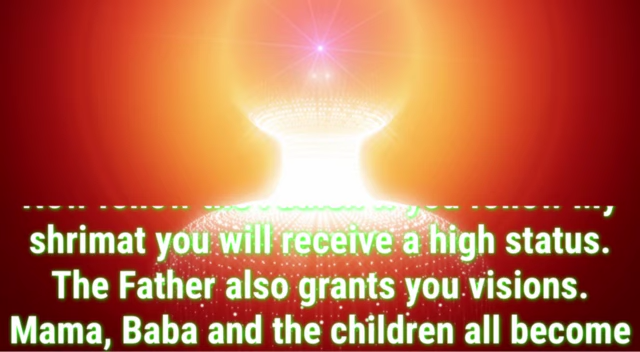 shrimat you will receive a high status.
The Father also grants you visions.
Mama, Baba and the children all become